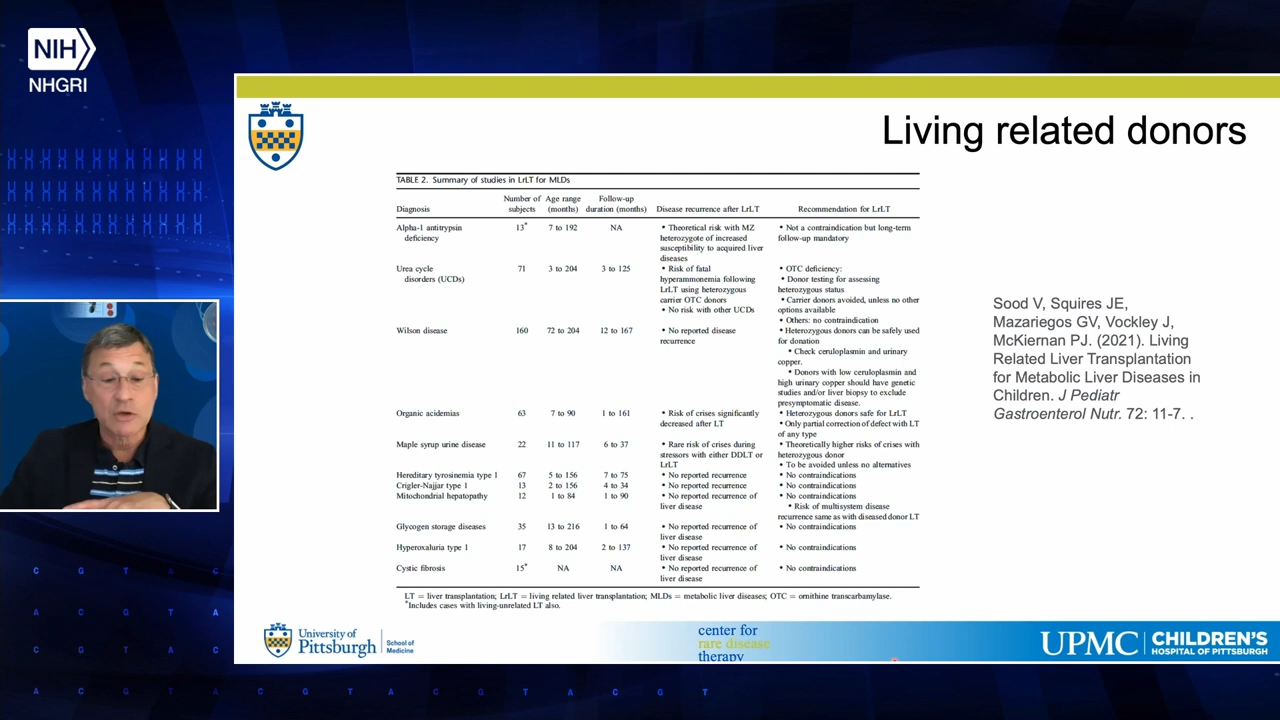 NIH
NHGRI
Living related donors
TABLE 2. Summary of studies in LrLT for MLDs
Diagnosis
Number of subjects
Age range (months)
Follow-up duration (months)
Disease recurrence after LrLT
Recommendation for LrLT
Alpha-1 antitrypsin deficiency
13*
7 to 192
NA
• Theoretical risk with MZ
heterozygote of increased
susceptibility to acquired liver
diseases
• Not a contraindication but long-term
follow-up mandatory
Urea cycle
disorders (UCDs)
71
3 to 204
3 to 125
• Risk of fatal
hyperammonemia following
LrLT using heterozygous
carrier OTC donors
• No risk with other UCDs
• OTC deficiency:
• Donor testing for assessing
heterozygous status
• Carrier donors avoided, unless no other
options available
• Others: no contraindication
Wilson disease
160
72 to 204
12 to 167
• No reported disease
recurrence
• Heterozygous donors can be safely used
for donation
• Check ceruloplasmin and urinary
copper.
• Donors with low ceruloplasmin and
high urinary copper should have genetic
studies and/or liver biopsy to exclude
presymptomatic disease.
Organic acidemias
63
7 to 90
1 to 161
• Risk of crises significantly
decreased after LT
• Heterozygous donors safe for LrLT
• Only partial correction of defect with LT
of any type
Maple syrup urine disease
22
11 to 117
6 to 37
• Rare risk of crises during
stressors with either DDLT or
LrLT
• Theoretically higher risks of crises with
heterozygous donor
• To be avoided unless no alternatives
Hereditary tyrosinemia type 1
67
5 to 156
7 to 75
• No reported recurrence
• No contraindications
Crigler-Najjar type 1
13
2 to 156
4 to 34
• No reported recurrence
• No contraindications
Mitochondrial hepatopathy
12
1 to 84
1 to 90
• No reported recurrence of
liver disease
• No contraindications
• Risk of multisystem disease
recurrence same as with diseased donor LT
Glycogen storage diseases
35
13 to 216
1 to 64
• No reported recurrence of
liver disease
• No contraindications
Hyperoxaluria type 1
17
8 to 204
2 to 137
• No reported recurrence of
liver disease
• No contraindications
Cystic fibrosis
15*
NA
NA
• No reported recurrence of
liver disease
• No contraindications
LT = liver transplantation; LrLT = living related liver transplantation; MLDs = metabolic liver diseases; OTC = ornithine transcarbamylase.
*Includes cases with living-unrelated LT also.
Sood V, Squires JE,
Mazariegos GV, Vockley J,
McKiernan PJ. (2021). Living
Related Liver Transplantation
for Metabolic Liver Diseases in
Children. J Pediatr
Gastroenterol Nutr. 72: 11-7. .
University of
Pittsburgh
School of
Medicine
center for
rare disease
therapy
UPMC
CHILDREN'S
HOSPITAL OF PITTSBURGH
C G T A
A C G T A
C G T A C
A C G T A C G T A C G T A C G T